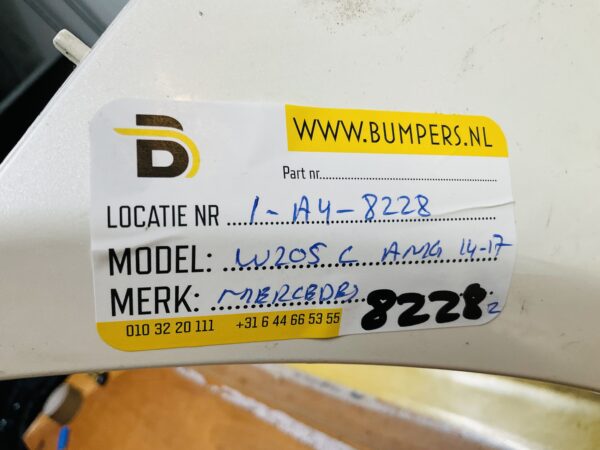 B
WWW.BUMPERS.NL
Part nr...............
LOCATIE NR 1-A4-8228
MODEL: W205 C AMG 14-17
MERK: MERCEDES
8228 2
010 32 20 111 +31 6 44 66 53 55